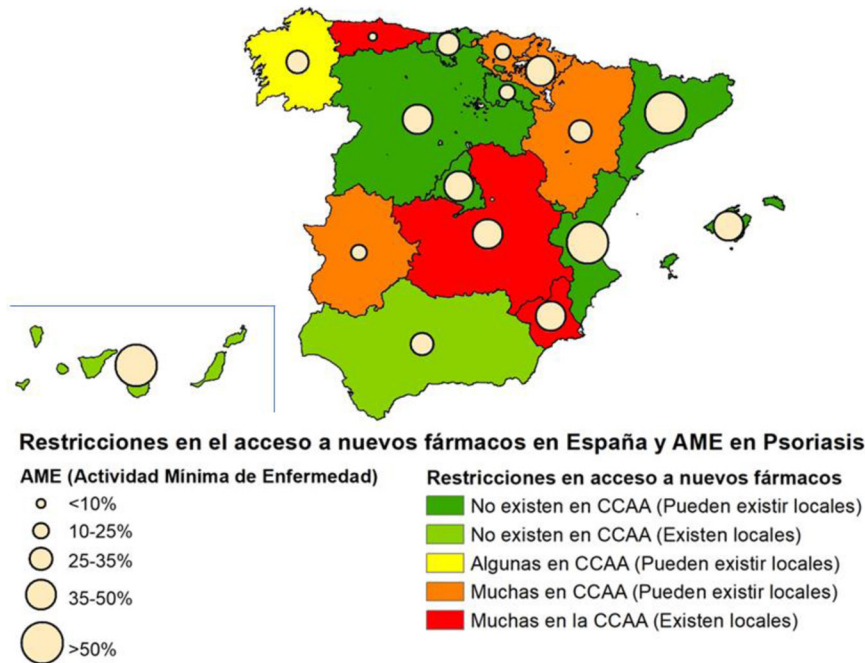 Restricciones en el acceso a nuevos fármacos en España y AME en Psoriasis
AME (Actividad Mínima de Enfermedad)
<10%
10-25%
25-35%
35-50%
>50%
Restricciones en acceso a nuevos fármacos
No existen en CCAA (Pueden existir locales)
No existen en CCAA (Existen locales)
Algunas en CCAA (Pueden existir locales)
Muchas en CCAA (Pueden existir locales)
Muchas en la CCAA (Existen locales)